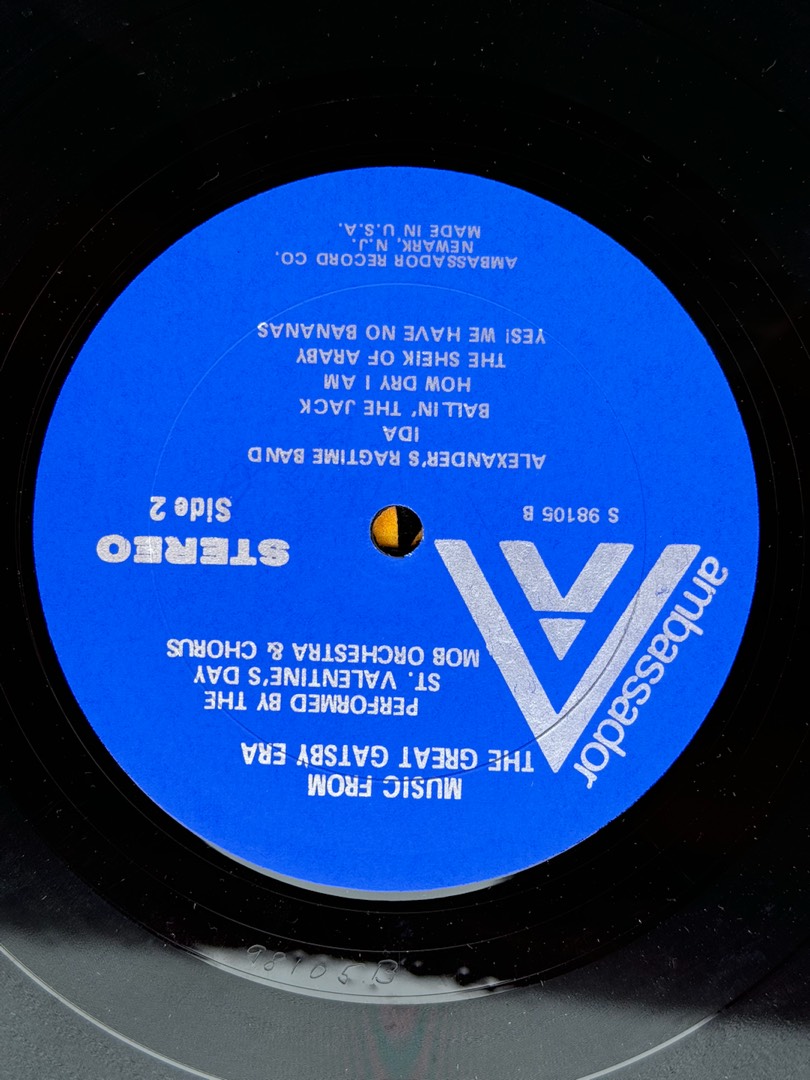 MUSIC FROM
THE GREAT GATSBY ERA
PERFORMED BY THE
ST. VALENTINE'S DAY
MOB ORCHESTRA & CHORUS
ambassador
STEREO
Side 2
S 98105 B
ALEXANDER'S RAGTIME BAND
IDA
BALLIN' THE JACK
HOW DRY I AM
THE SHEIK OF ARABY
YES! WE HAVE NO BANANAS
AMBASSADOR RECORD CO.
NEWARK, N.J.
MADE IN U.S.A.
98105 B